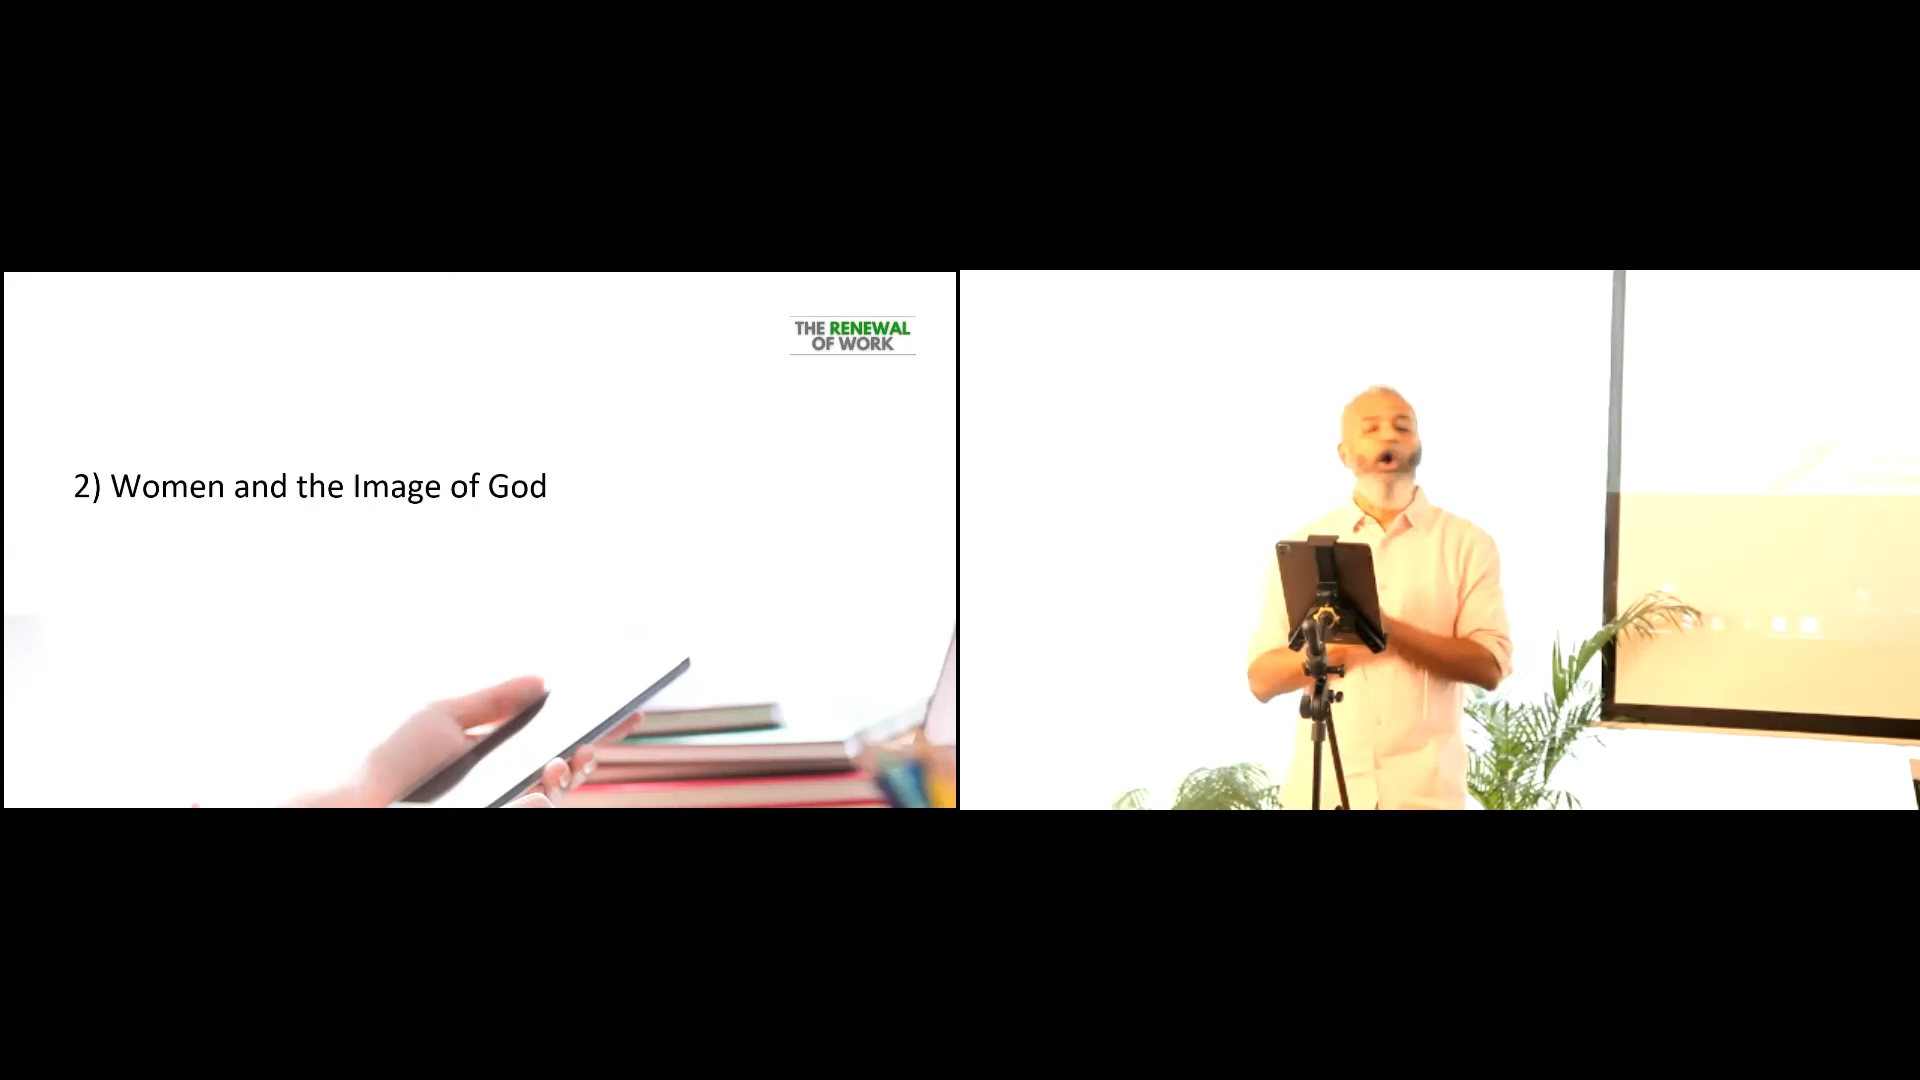 THE RENEWAL
OF WORK
2) Women and the Image of God